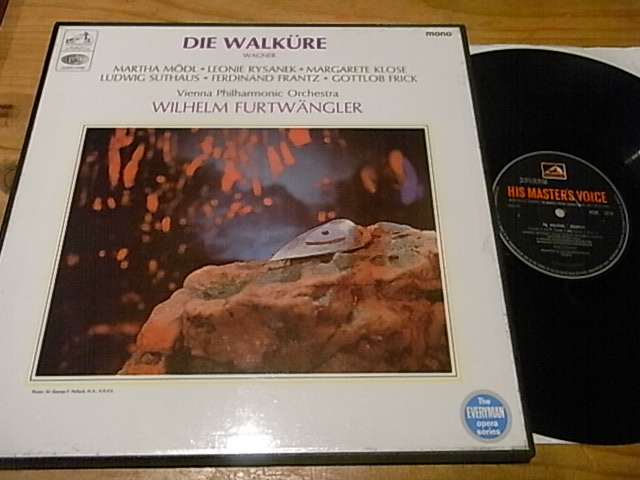 DIE WALKÜRE
mono
WAGNER
MARTHA MÖDL • LEONIE RYSANEK • MARGARETE KLOSE
LUDWIG SUTHAUS • FERDINAND FRANTZ • GOTTLOB FRICK
Vienna Philharmonic Orchestra
WILHELM FURTWÄNGLER
HIS MASTER'S VOICE
The
EVERYMAN
opera
series